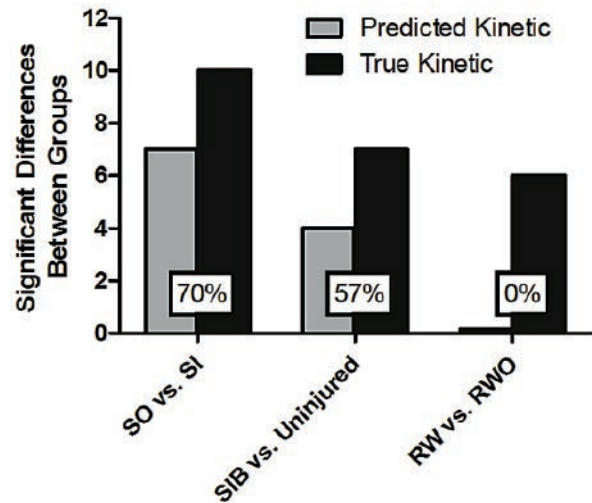 Predicted Kinetic
True Kinetic
Significant Differences
Between Groups
12
10
8
6
4
2
0
70%
57%
0%
SO vs. SI
SIB vs. Uninjured
RW vs. RWO